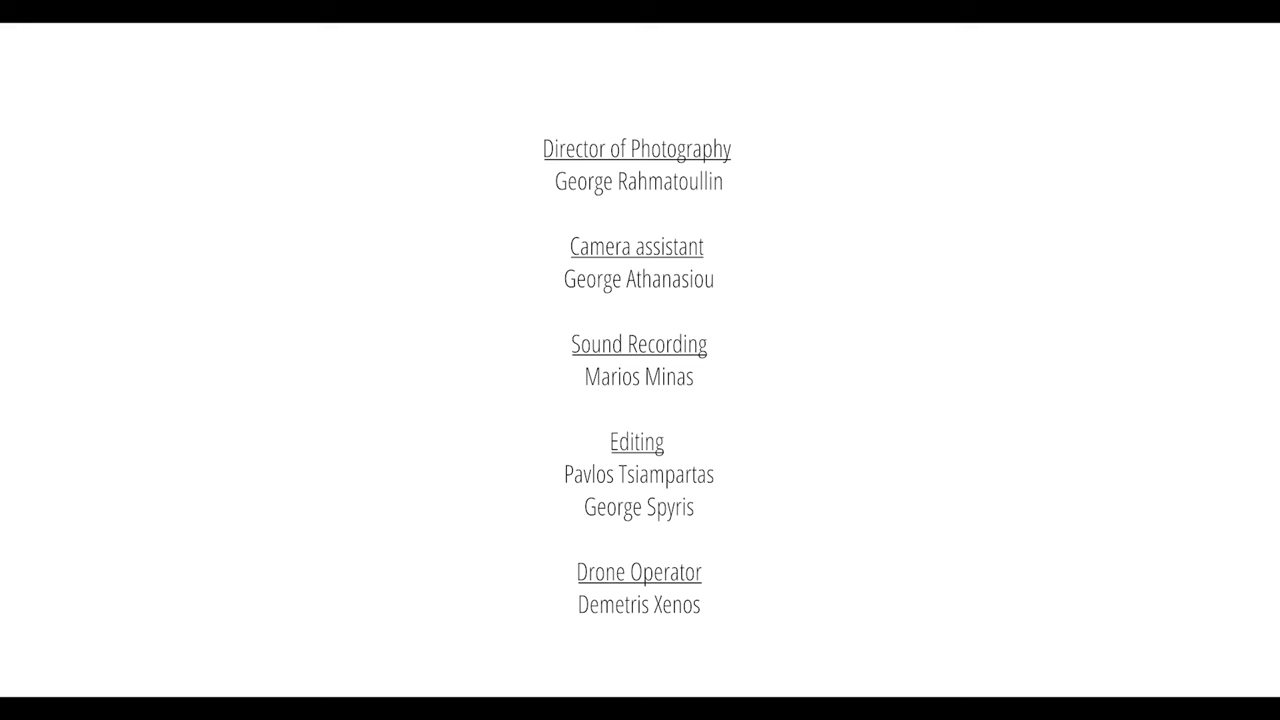 Director of Photography
George Rahmatoullin
Camera assistant
George Athanasiou
Sound Recording
Marios Minas
Editing
Pavlos Tsiampartas
George Spyris
Drone Operator
Demetris Xenos